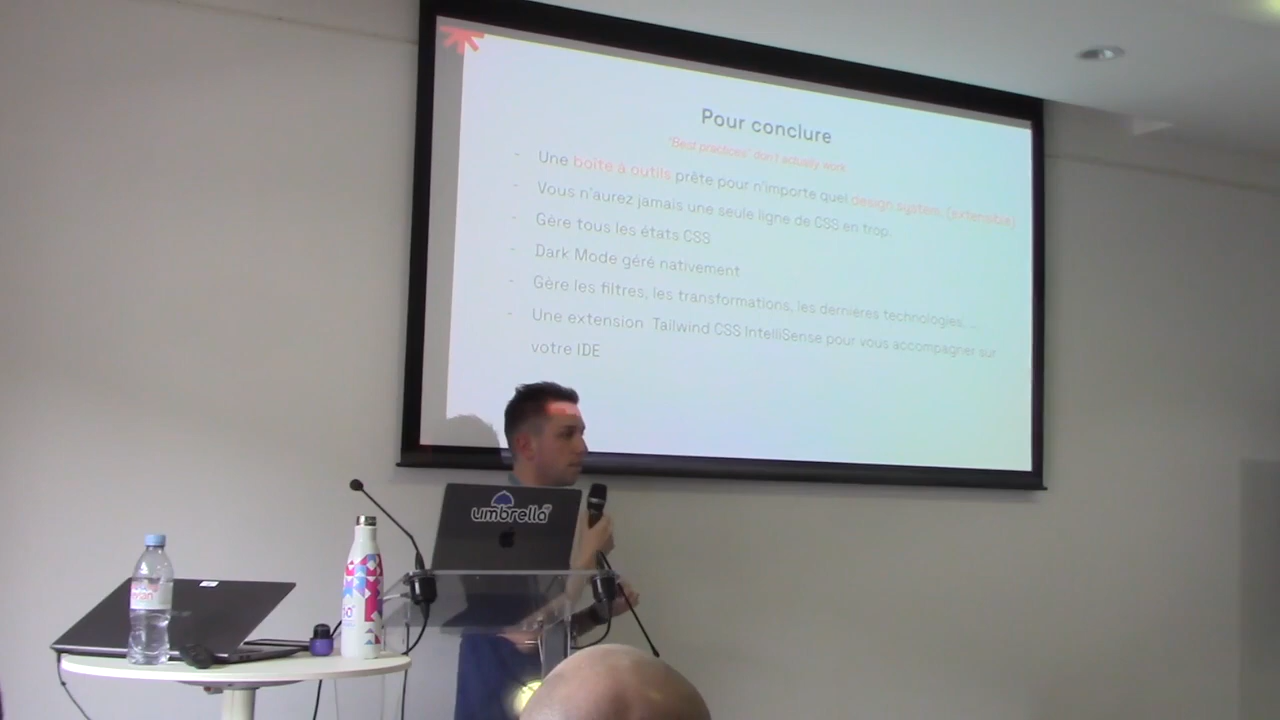 Pour conclure
"Best practices" don't actually work
- Une boite à outils prête pour n'importe quel design system (extensible)
- Vous n'aurez jamais une seule ligne de CSS en trop.
- Gère tous les états CSS
- Dark Mode géré nativement
- Gère les filtres, les transformations, les dernières technologies, …
- Une extension Tailwind CSS IntelliSense pour vous accompagner sur
votre IDE
umbrella
evian